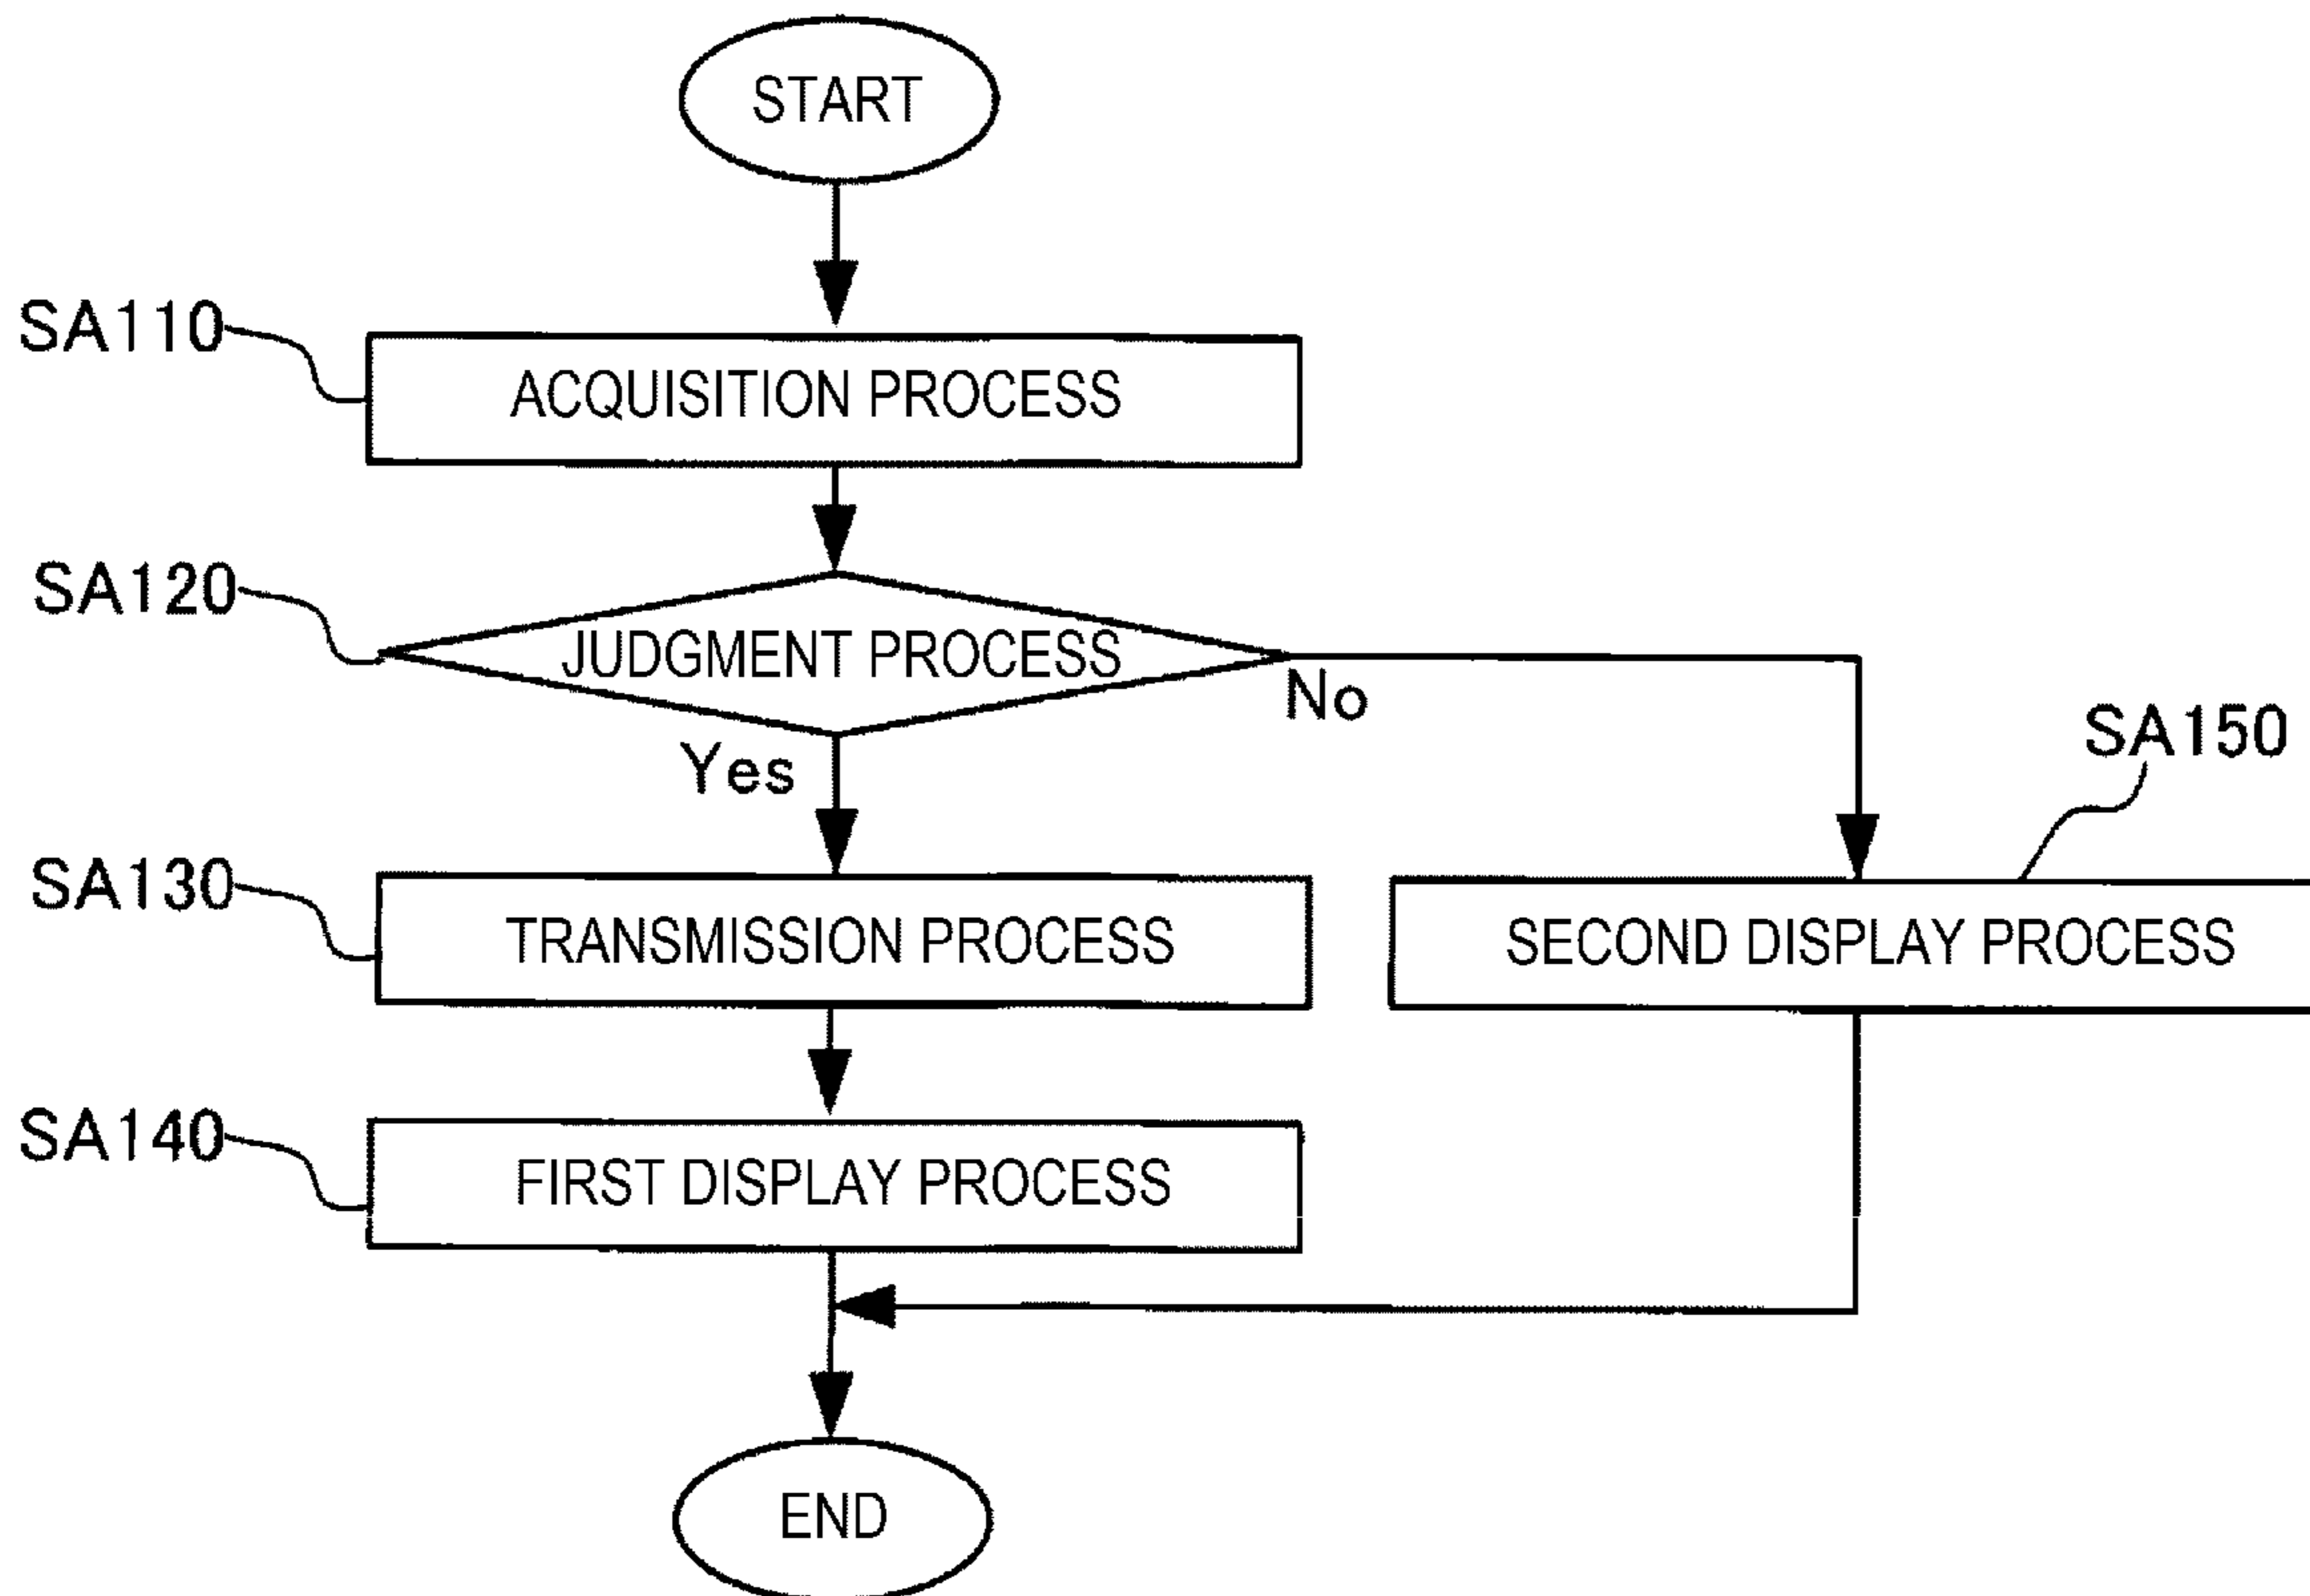 START
SA110
ACQUISITION PROCESS
SA120
JUDGMENT PROCESS
No
Yes
SA150
SA130
TRANSMISSION PROCESS
SECOND DISPLAY PROCESS
SA140
FIRST DISPLAY PROCESS
END